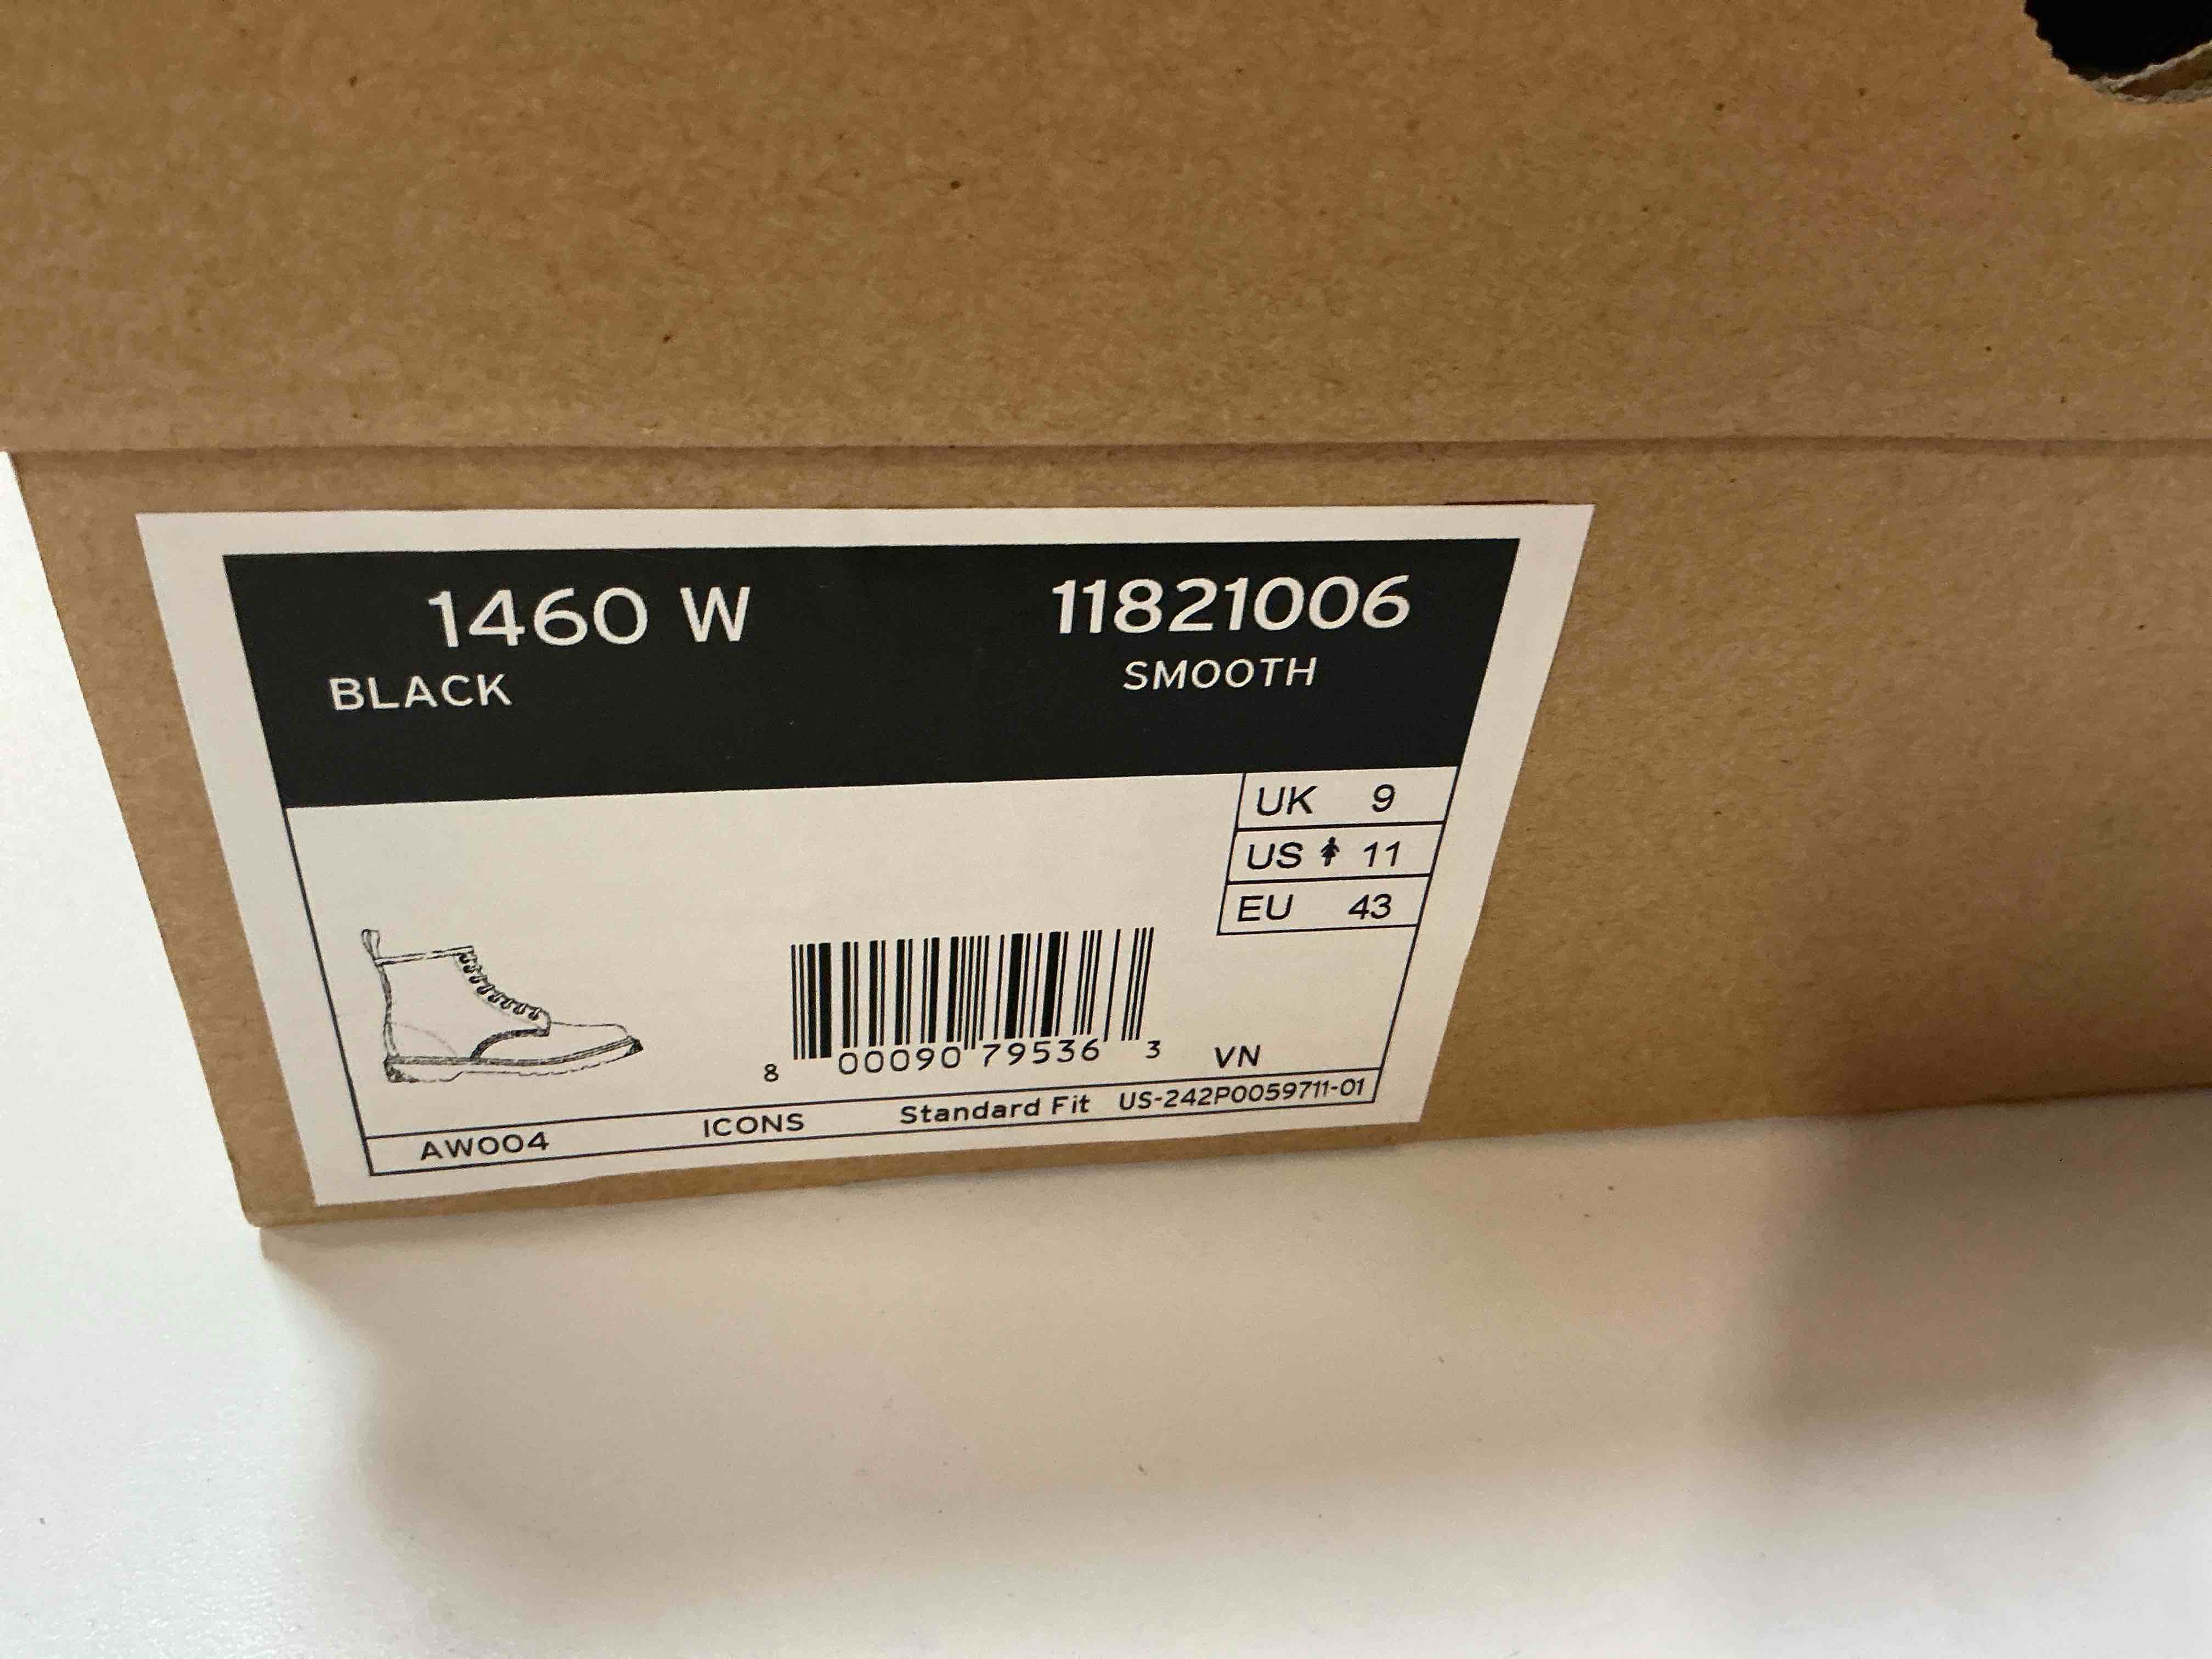 1460 W 11821006
BLACK SMOOTH
UK 9
US 11
EU 43
8 00090 79536 3 VN
AW004 ICONS Standard Fit US-242P0059711-01